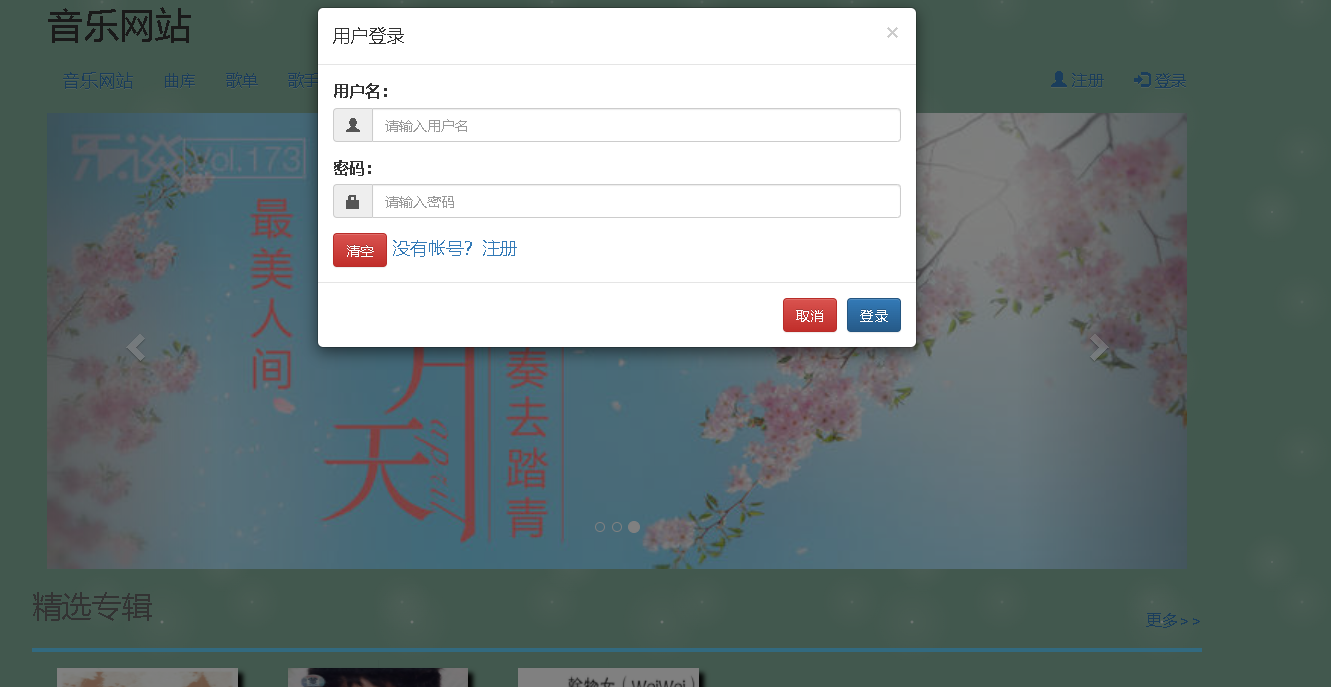 音乐网站
用户登录
×
音乐网站 曲库 歌单 歌手
注册 登录
用户名：
请输入用户名
密码：
请输入密码
清空 没有帐号？注册
取消 登录
乐谈 Vol.173
最美人间
月天
april
奏去踏青
精选专辑
更多>>